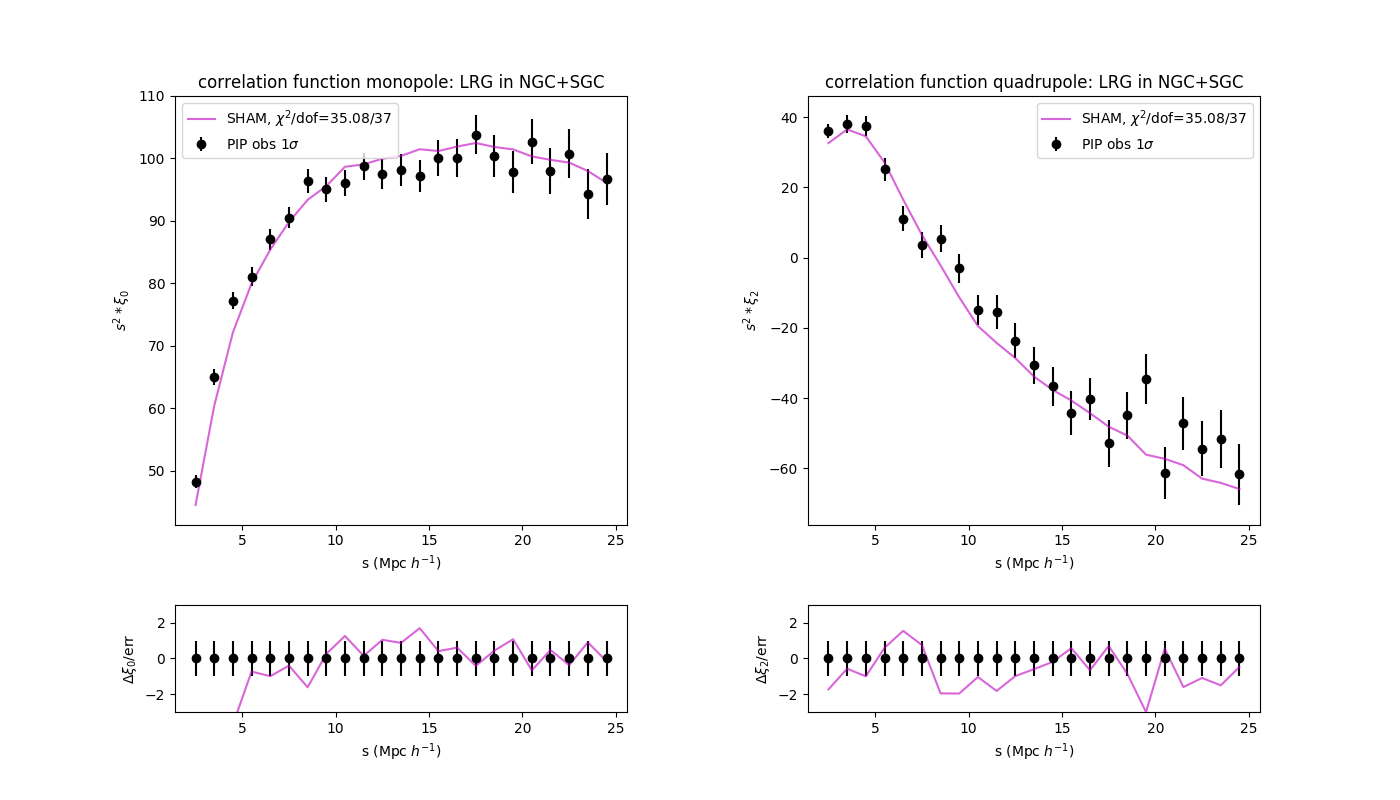 correlation function monopole: LRG in NGC+SGC
110
100
90
80
70
60
50
s² * ξ₀
SHAM, χ²/dof=35.08/37
PIP obs 1σ
5 10 15 20 25
s (Mpc h⁻¹)
correlation function quadrupole: LRG in NGC+SGC
40
20
0
−20
−40
−60
s² * ξ₂
SHAM, χ²/dof=35.08/37
PIP obs 1σ
5 10 15 20 25
s (Mpc h⁻¹)
2
0
−2
Δξ₀/err
5 10 15 20 25
s (Mpc h⁻¹)
2
0
−2
Δξ₂/err
5 10 15 20 25
s (Mpc h⁻¹)